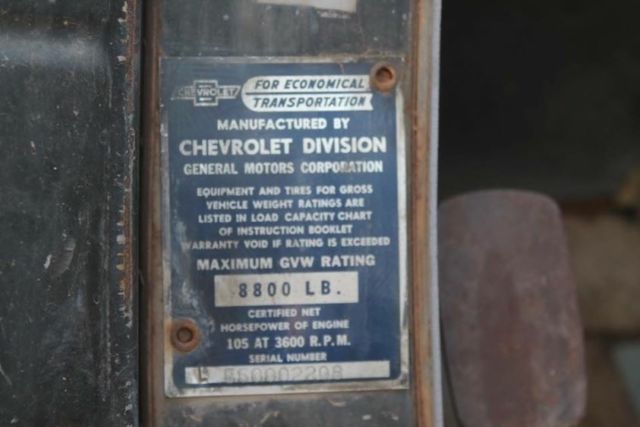 CHEVROLET
FOR ECONOMICAL
TRANSPORTATION
MANUFACTURED BY
CHEVROLET DIVISION
GENERAL MOTORS CORPORATION
EQUIPMENT AND TIRES FOR GROSS
VEHICLE WEIGHT RATINGS ARE
LISTED IN LOAD CAPACITY CHART
OF INSTRUCTION BOOKLET
WARRANTY VOID IF RATING IS EXCEEDED
MAXIMUM GVW RATING
8800 LB.
CERTIFIED NET
HORSEPOWER OF ENGINE
105 AT 3600 R.P.M.
SERIAL NUMBER